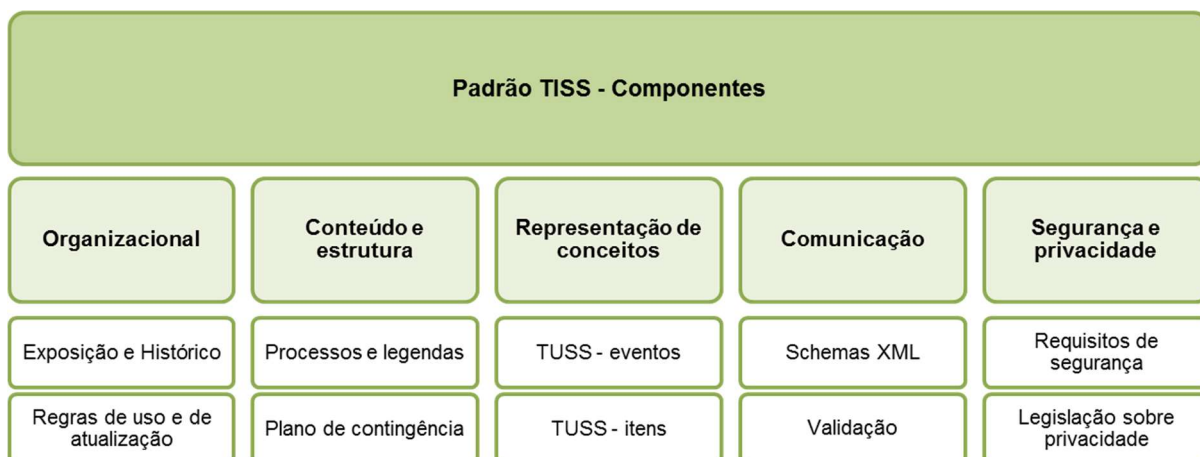 Padrão TISS - Componentes
Organizacional
Conteúdo e
estrutura
Representação de
conceitos
Comunicação
Segurança e
privacidade
Exposição e Histórico
Processos e legendas
TUSS - eventos
Schemas XML
Requisitos de
segurança
Regras de uso e de
atualização
Plano de contingência
TUSS - itens
Validação
Legislação sobre
privacidade